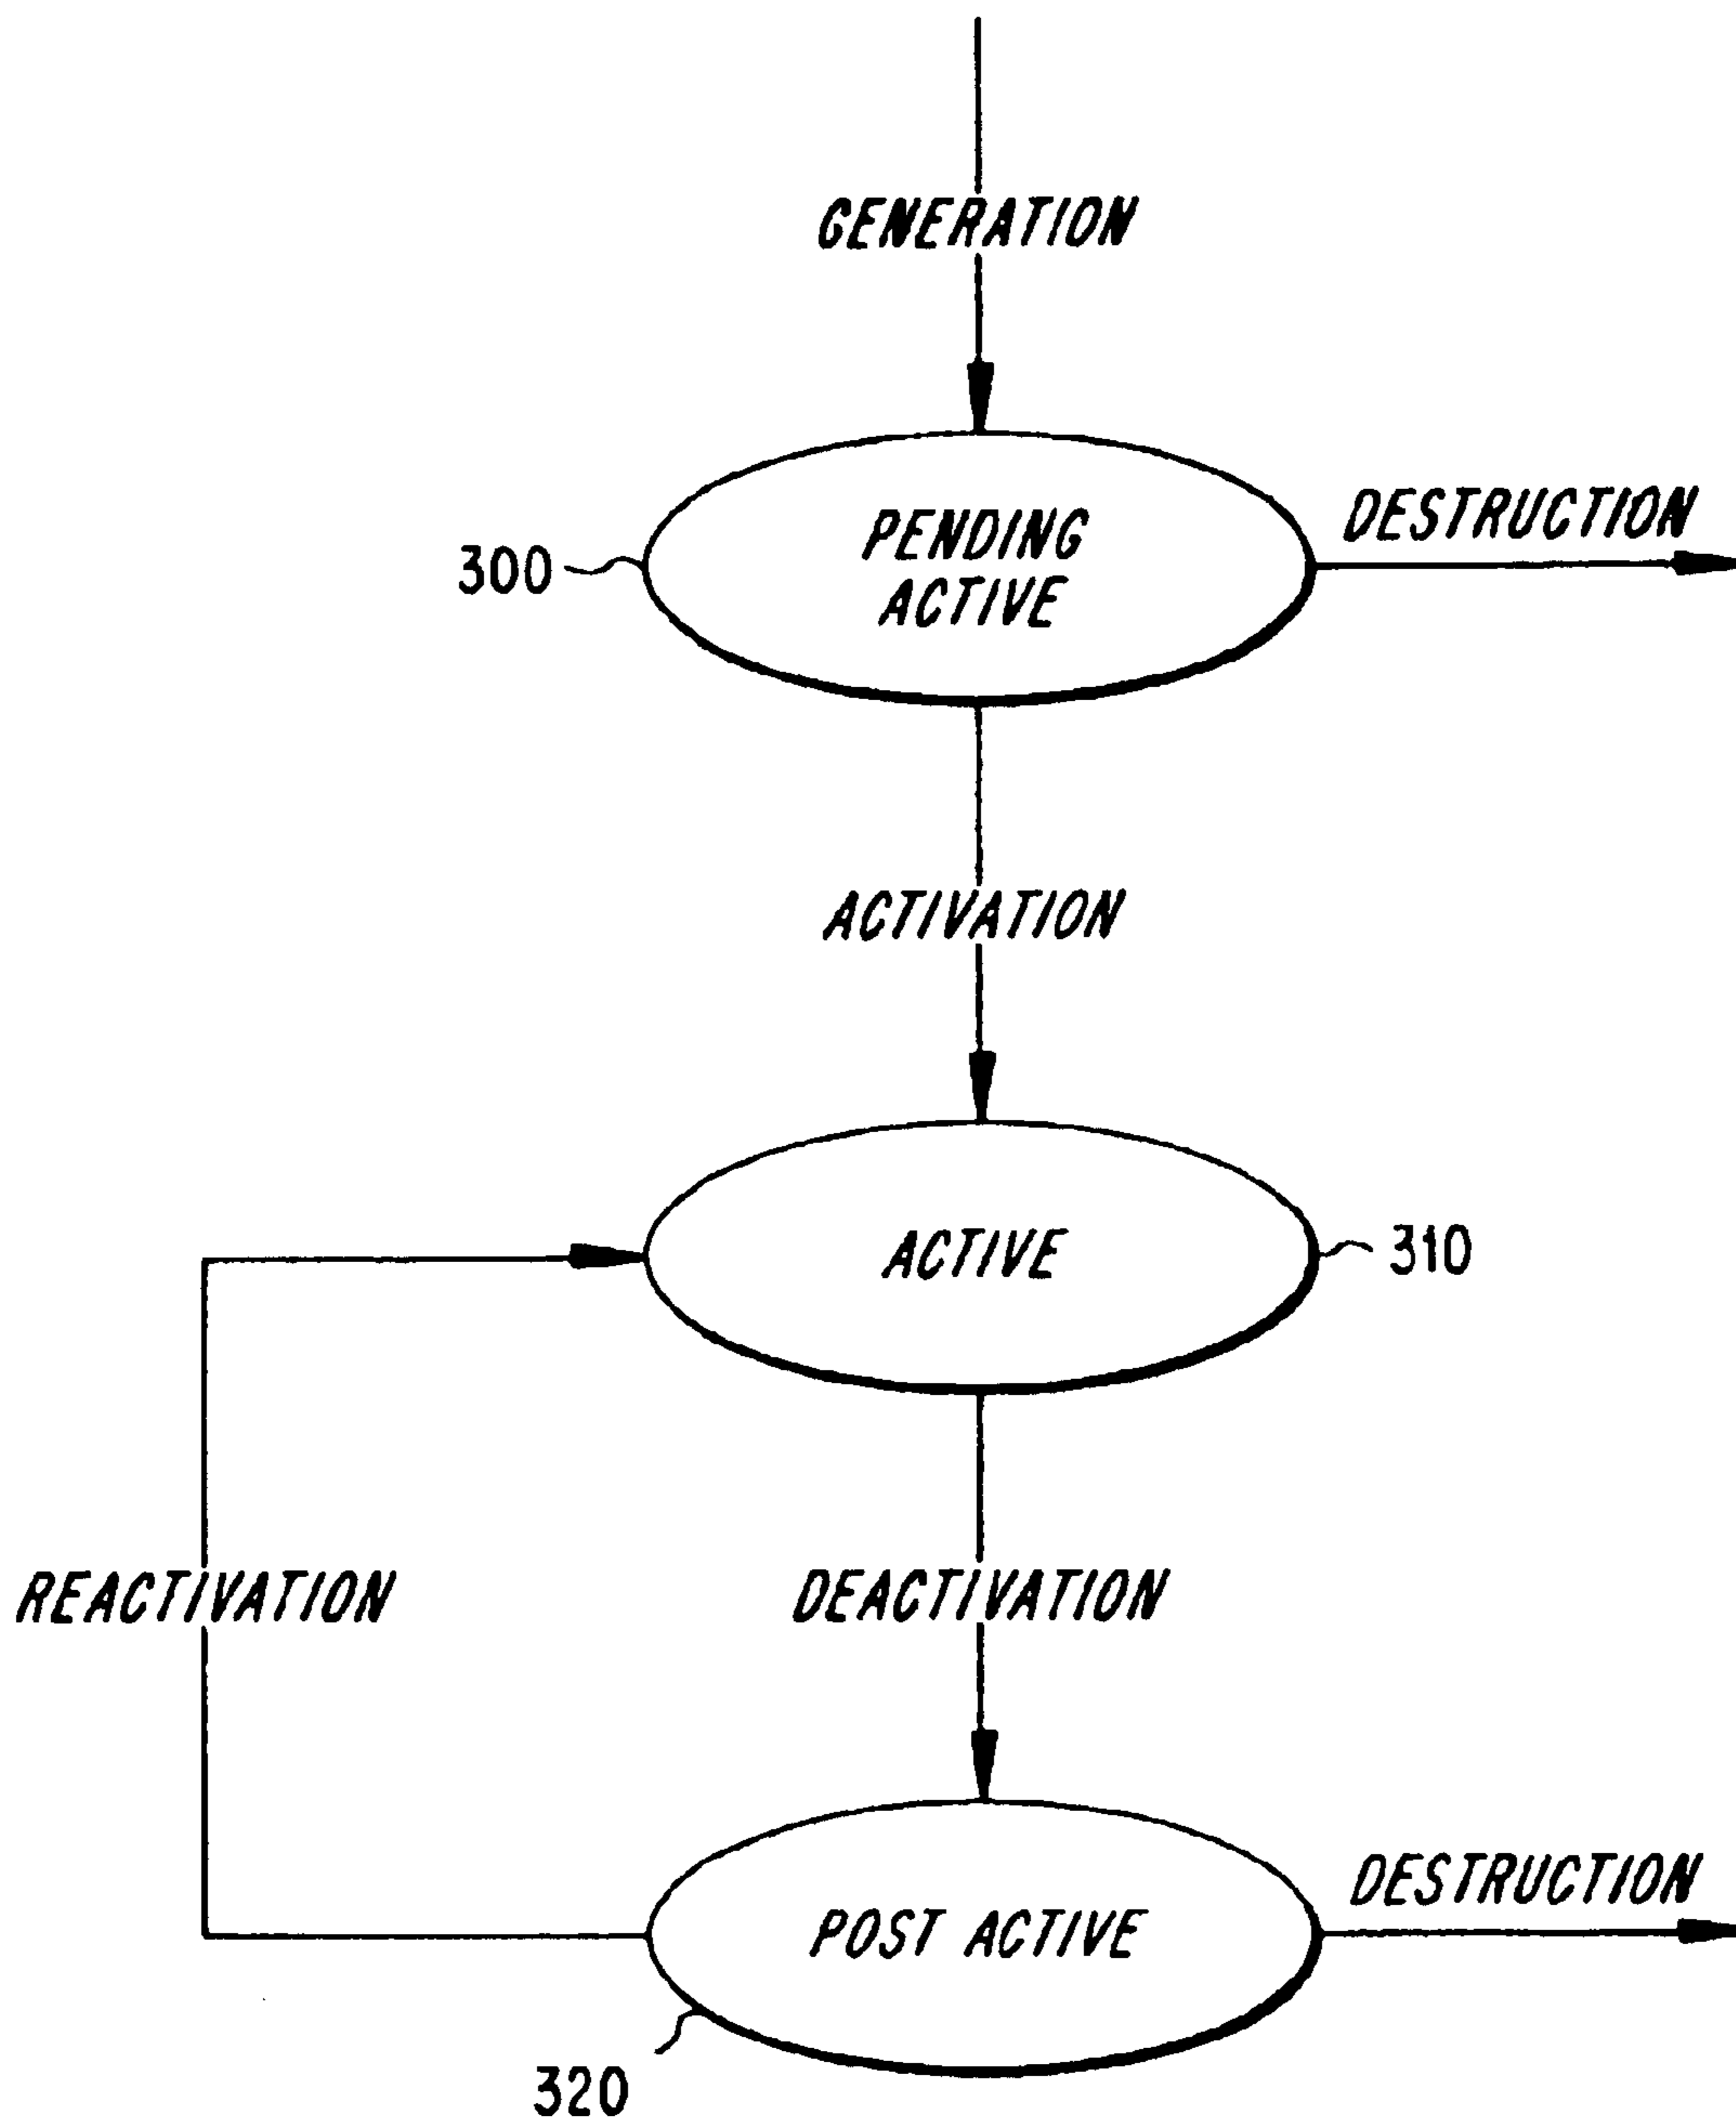 GENERATION
DESTRUCTION
PENDING
ACTIVE
300
ACTIVATION
ACTIVE
310
REACTIVATION
DEACTIVATION
DESTRUCTION
POST ACTIVE
320